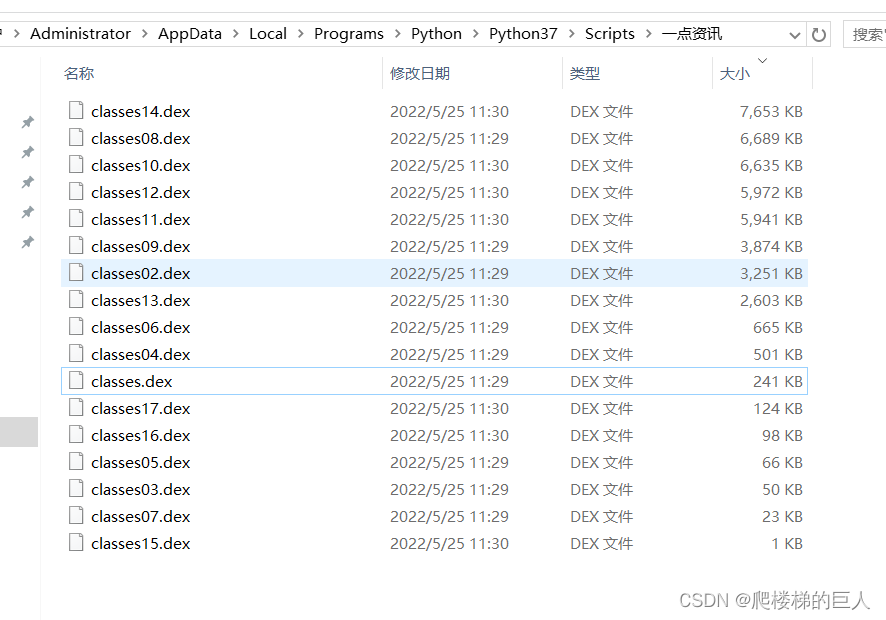 Administrator > AppData > Local > Programs > Python > Python37 > Scripts > 一点资讯 搜索"
名称 修改日期 类型 大小
classes14.dex 2022/5/25 11:30 DEX 文件 7,653 KB
classes08.dex 2022/5/25 11:29 DEX 文件 6,689 KB
classes10.dex 2022/5/25 11:30 DEX 文件 6,635 KB
classes12.dex 2022/5/25 11:30 DEX 文件 5,972 KB
classes11.dex 2022/5/25 11:30 DEX 文件 5,941 KB
classes09.dex 2022/5/25 11:29 DEX 文件 3,874 KB
classes02.dex 2022/5/25 11:29 DEX 文件 3,251 KB
classes13.dex 2022/5/25 11:30 DEX 文件 2,603 KB
classes06.dex 2022/5/25 11:29 DEX 文件 665 KB
classes04.dex 2022/5/25 11:29 DEX 文件 501 KB
classes.dex 2022/5/25 11:29 DEX 文件 241 KB
classes17.dex 2022/5/25 11:30 DEX 文件 124 KB
classes16.dex 2022/5/25 11:30 DEX 文件 98 KB
classes05.dex 2022/5/25 11:29 DEX 文件 66 KB
classes03.dex 2022/5/25 11:29 DEX 文件 50 KB
classes07.dex 2022/5/25 11:29 DEX 文件 23 KB
classes15.dex 2022/5/25 11:30 DEX 文件 1 KB
CSDN @爬楼梯的巨人